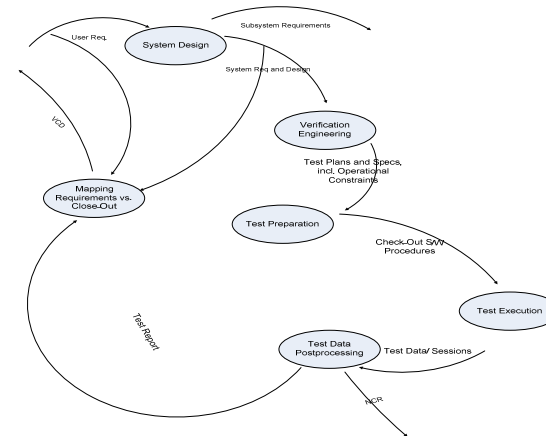 Subsystem Requirements
User Req.
System Design
System Req and Design
VCD
Verification
Engineering
Test Plans and Specs,
incl. Operational
Constraints
Mapping
Requirements vs.
Close-Out
Test Preparation
Check-Out S/W
Procedures
Test Execution
Test Report
Test Data
Postprocessing
Test Data/ Sessions
NCR